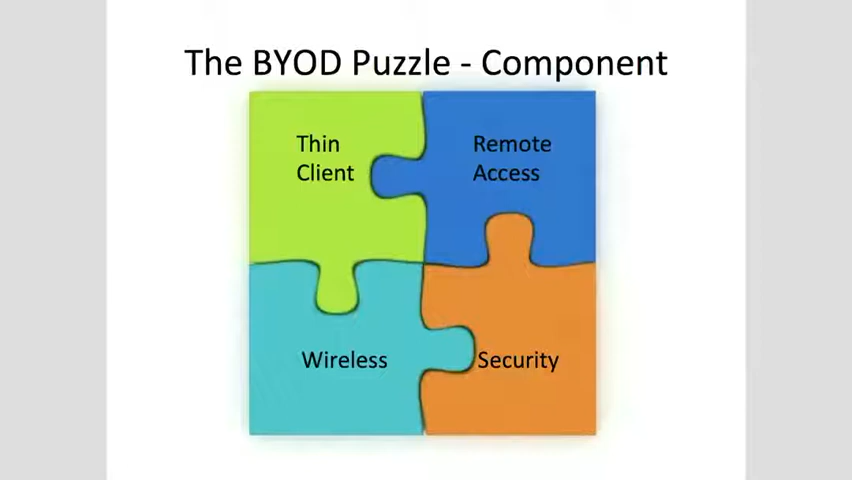 The BYOD Puzzle - Component
Thin
Client
Remote
Access
Wireless
Security